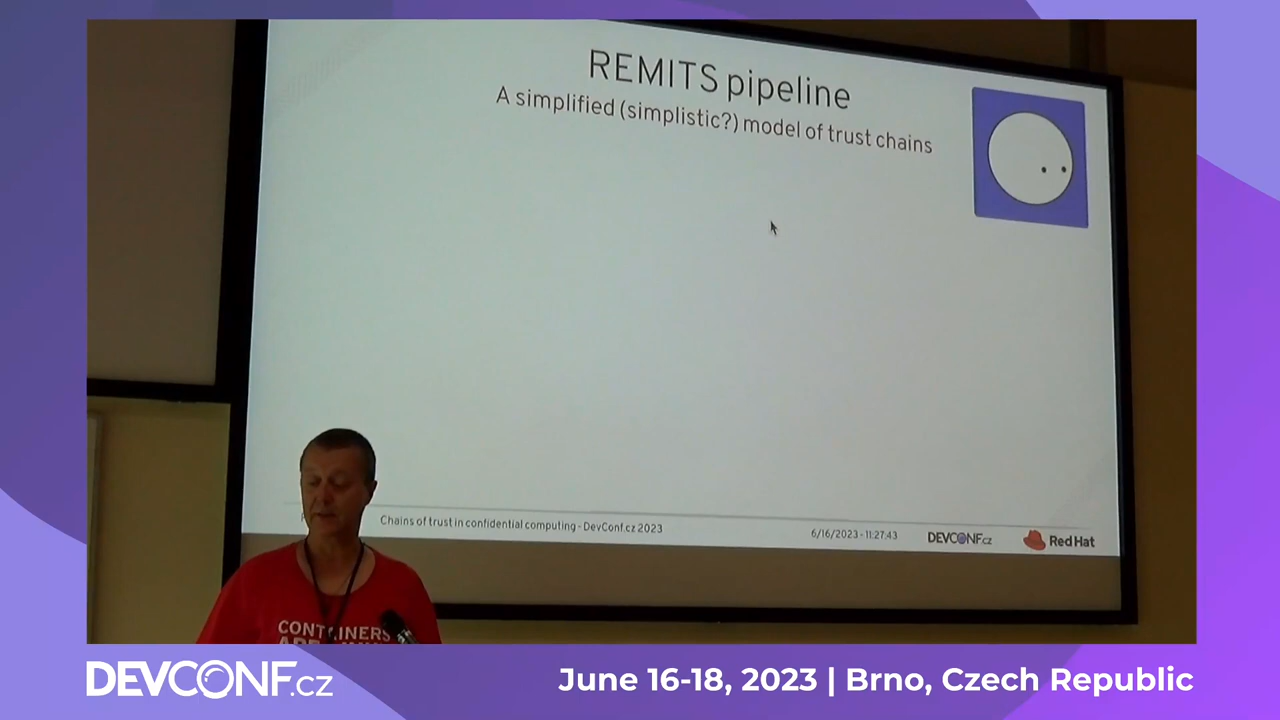 REMITS pipeline
A simplified (simplistic?) model of trust chains
Chains of trust in confidential computing - DevConf.cz 2023
6/16/2023 - 11:27:43
DEVCONF.cz
Red Hat
CONTAINERS
DEVCONF.cz
June 16-18, 2023 | Brno, Czech Republic